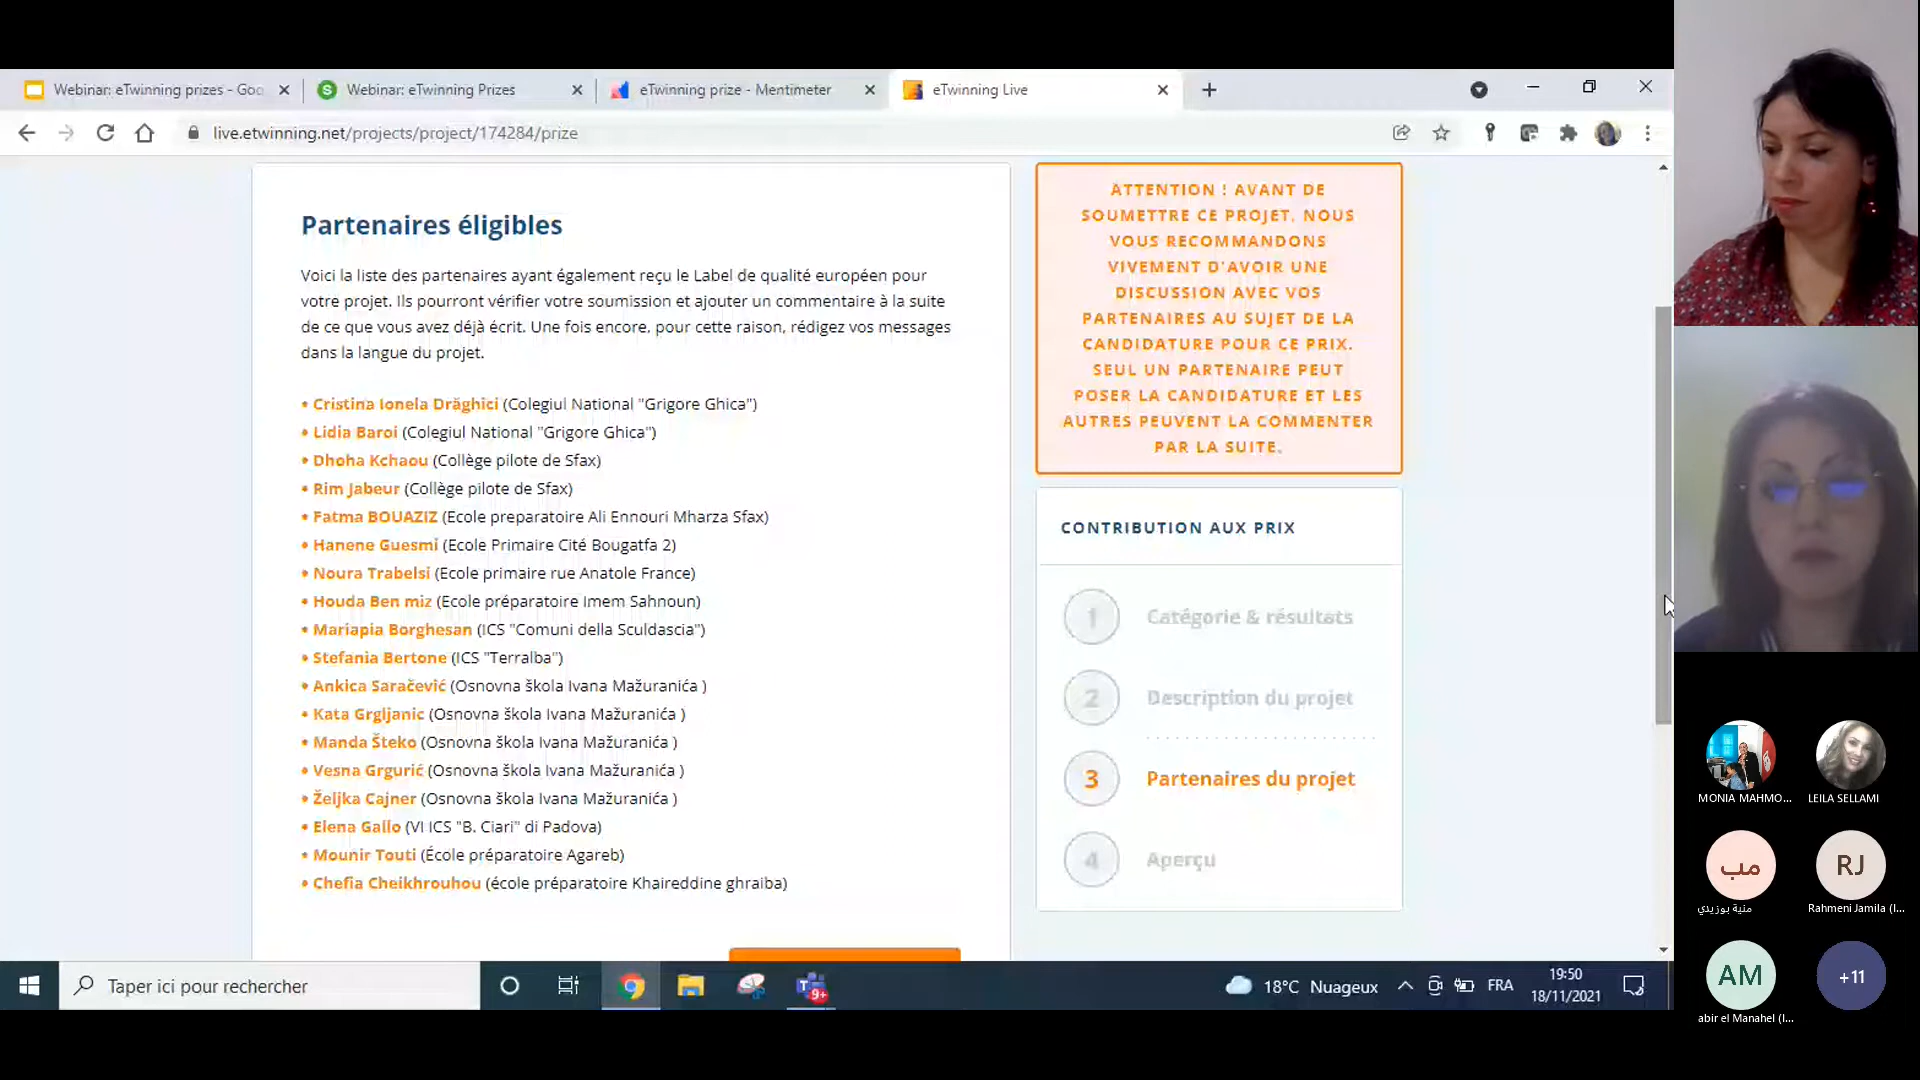 Webinar: eTwinning prizes - Goo
Webinar: eTwinning Prizes
eTwinning prize - Mentimeter
eTwinning Live
live.etwinning.net/projects/project/174284/prize
Partenaires éligibles
Voici la liste des partenaires ayant également reçu le Label de qualité européen pour
votre projet. Ils pourront vérifier votre soumission et ajouter un commentaire à la suite
de ce que vous avez déjà écrit. Une fois encore, pour cette raison, rédigez vos messages
dans la langue du projet.
• Cristina Ionela Drăghici (Colegiul National "Grigore Ghica")
• Lidia Baroi (Colegiul National "Grigore Ghica")
• Dhoha Kchaou (Collège pilote de Sfax)
• Rim Jabeur (Collège pilote de Sfax)
• Fatma BOUAZIZ (Ecole preparatoire Ali Ennouri Mharza Sfax)
• Hanene Guesmi (Ecole Primaire Cité Bougatfa 2)
• Noura Trabelsi (Ecole primaire rue Anatole France)
• Houda Ben miz (Ecole préparatoire Imem Sahnoun)
• Mariapia Borghesan (ICS "Comuni della Sculdascia")
• Stefania Bertone (ICS "Terralba")
• Ankica Saračević (Osnovna škola Ivana Mažuranića )
• Kata Grgljanic (Osnovna škola Ivana Mažuranića )
• Manda Šteko (Osnovna škola Ivana Mažuranića )
• Vesna Grgurić (Osnovna škola Ivana Mažuranića )
• Željka Cajner (Osnovna škola Ivana Mažuranića )
• Elena Gallo (VI ICS "B. Ciari" di Padova)
• Mounir Touti (École préparatoire Agareb)
• Chefia Cheikhrouhou (école préparatoire Khaireddine ghraiba)
ATTENTION ! AVANT DE
SOUMETTRE CE PROJET, NOUS
VOUS RECOMMANDONS
VIVEMENT D'AVOIR UNE
DISCUSSION AVEC VOS
PARTENAIRES AU SUJET DE LA
CANDIDATURE POUR CE PRIX.
SEUL UN PARTENAIRE PEUT
POSER LA CANDIDATURE ET LES
AUTRES PEUVENT LA COMMENTER
PAR LA SUITE.
CONTRIBUTION AUX PRIX
1 Catégorie & résultats
2 Description du projet
3 Partenaires du projet
4 Aperçu
Taper ici pour rechercher
9+
18°C Nuageux
FRA
19:50
18/11/2021
MONIA MAHMO...
LEILA SELLAMI
مب
منية بوزيدي
RJ
Rahmeni Jamila (I...
AM
abir el Manahel (I...
+11